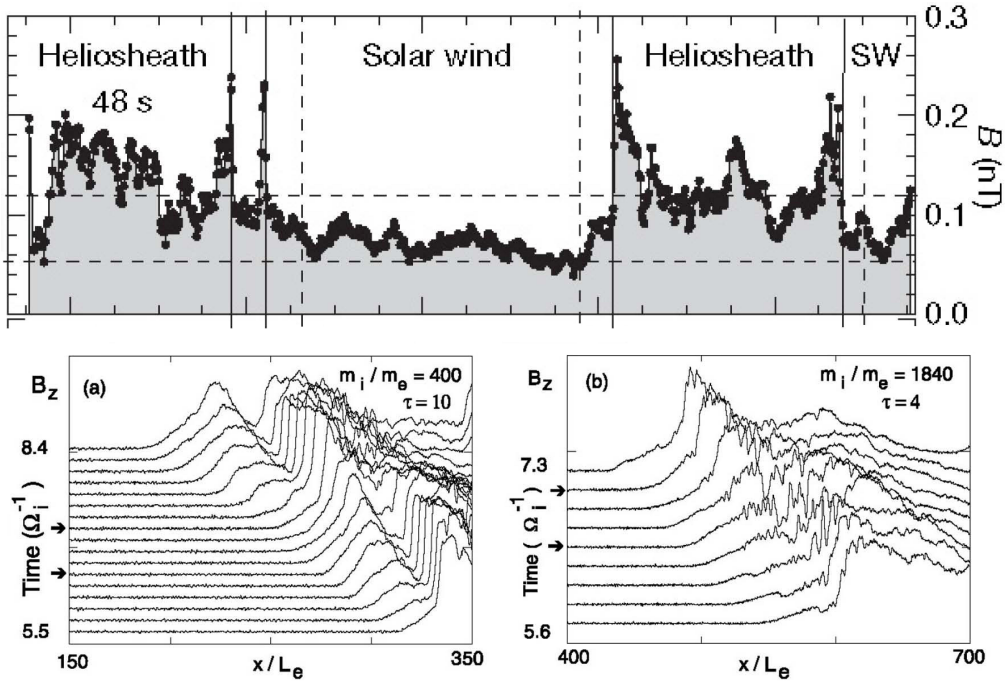 0.3
Heliosheath Solar wind Heliosheath SW
48 s
0.2
B (nT)
0.1
0.0
B_z (a) m_i / m_e = 400
τ = 10
8.4
Time (Ω_i^-1)
5.5
150 x / L_e 350
(b) m_i / m_e = 1840
B_z τ = 4
7.3
Time ( Ω_i^-1 )
5.6
400 x / L_e 700